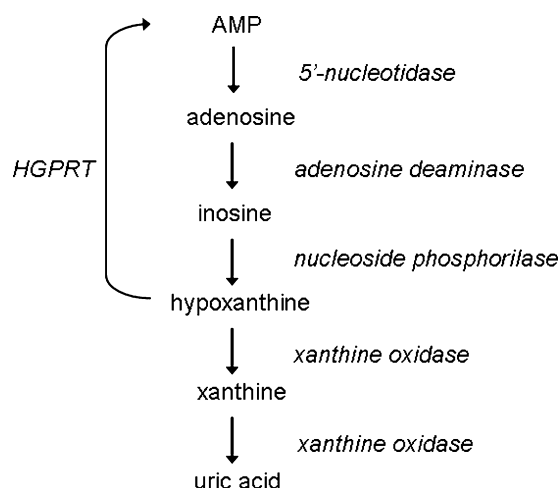 AMP
5’-nucleotidase
adenosine
HGPRT
adenosine deaminase
inosine
nucleoside phosphorilase
hypoxanthine
xanthine oxidase
xanthine
xanthine oxidase
uric acid